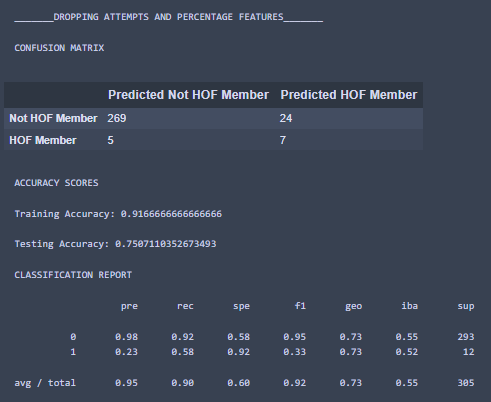 _______DROPPING ATTEMPTS AND PERCENTAGE FEATURES_______
CONFUSION MATRIX
Predicted Not HOF Member Predicted HOF Member
Not HOF Member 269 24
HOF Member 5 7
ACCURACY SCORES
Training Accuracy: 0.9166666666666666
Testing Accuracy: 0.7507110352673493
CLASSIFICATION REPORT
pre rec spe f1 geo iba sup
0 0.98 0.92 0.58 0.95 0.73 0.55 293
1 0.23 0.58 0.92 0.33 0.73 0.52 12
avg / total 0.95 0.90 0.60 0.92 0.73 0.55 305